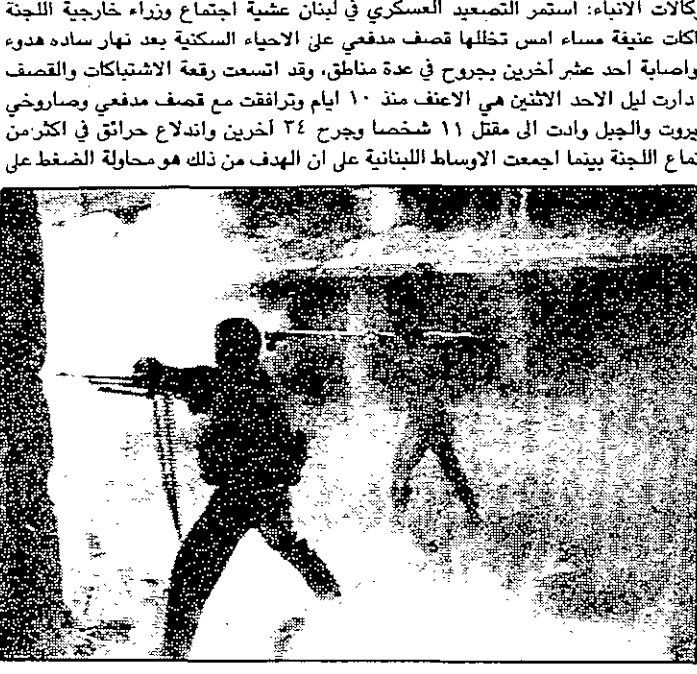 كالات الانباء: استمر التصعيد العسكري في لبنان عشية اجتماع وزراء خارجية اللجنة
اكات عنيفة مساء امس تخللها قصف مدفعي على الاحياء السكنية بعد نهار ساده هدوء
واصابة احد عشر آخرين بجروح في عدة مناطق، وقد اتسعت رقعة الاشتباكات والقصف
دارت ليل الاحد الاثنين هي الاعنف منذ ١٠ ايام وترافقت مع قصف مدفعي وصاروخي
يروت والجبل وادت الى مقتل ١١ شخصا وجرح ٣٤ آخرين واندلاع حرائق في اكثر من
تماع اللجنة بينما اجمعت الاوساط اللبنانية على ان الهدف من ذلك هو محاولة الضغط على